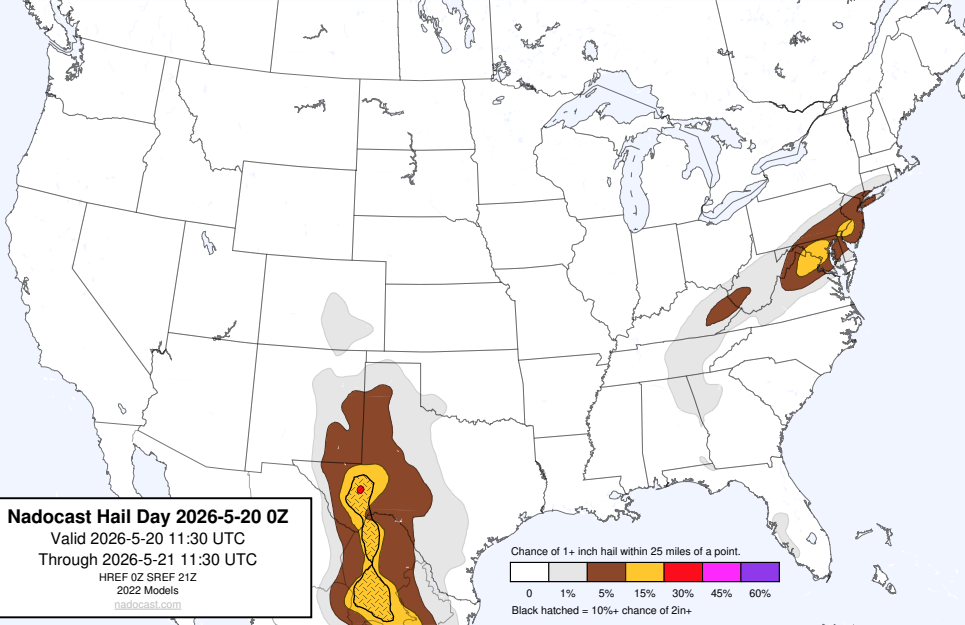 Nadocast Hail Day 2026-5-20 0Z
Valid 2026-5-20 11:30 UTC
Through 2026-5-21 11:30 UTC
HREF 0Z SREF 21Z
2022 Models
nadocast.com
Chance of 1+ inch hail within 25 miles of a point.
0 1% 5% 15% 30% 45% 60%
Black hatched = 10%+ chance of 2in+